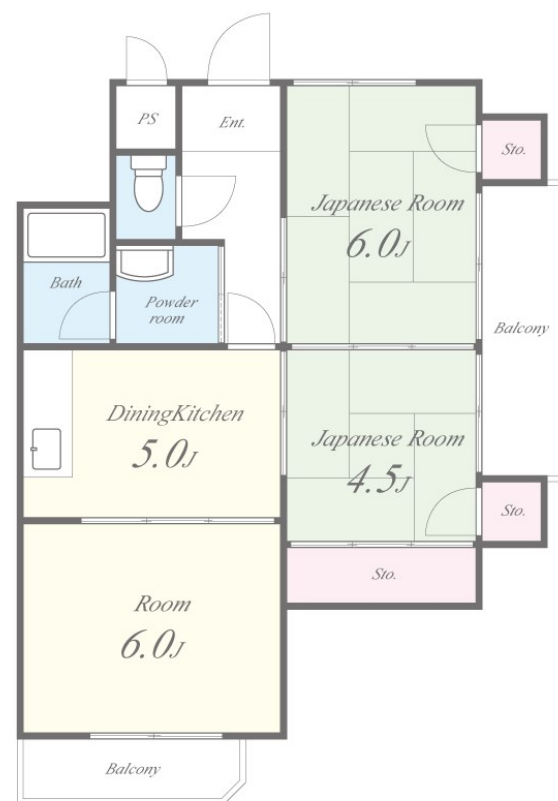 PS
Ent.
Sto.
Japanese Room
6.0J
Bath
Powder
room
Balcony
DiningKitchen
5.0J
Japanese Room
4.5J
Sto.
Sto.
Room
6.0J
Balcony